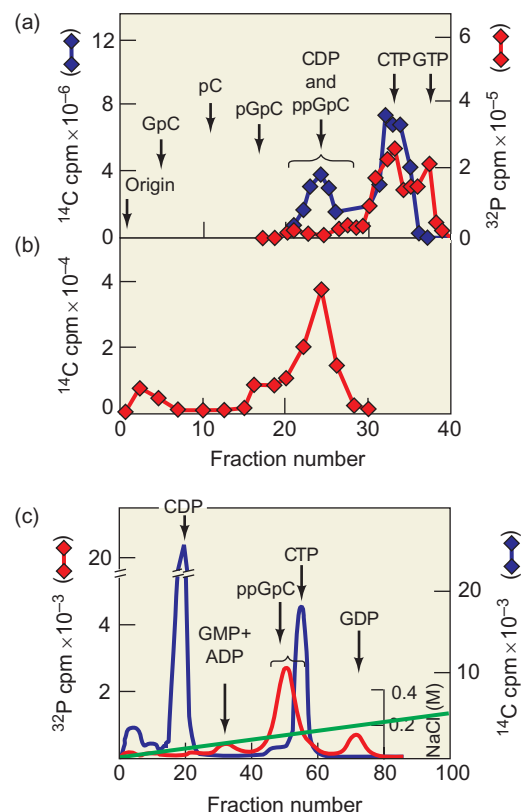 (a)
12
8
4
0
¹⁴C cpm × 10⁻⁶ ( )
6
4
2
0
³²P cpm × 10⁻⁵ ( )
Origin
GpC
pC
pGpC
CDP
and
ppGpC
CTP
GTP
(b)
4
2
0
¹⁴C cpm × 10⁻⁴
0
10
20
30
40
Fraction number
(c)
20
4
2
³²P cpm × 10⁻³ ( )
CDP
GMP+
ADP
ppGpC
CTP
GDP
20
10
¹⁴C cpm × 10⁻³ ( )
0.4
0.2
NaCl (M)
0
20
40
60
80
100
Fraction number